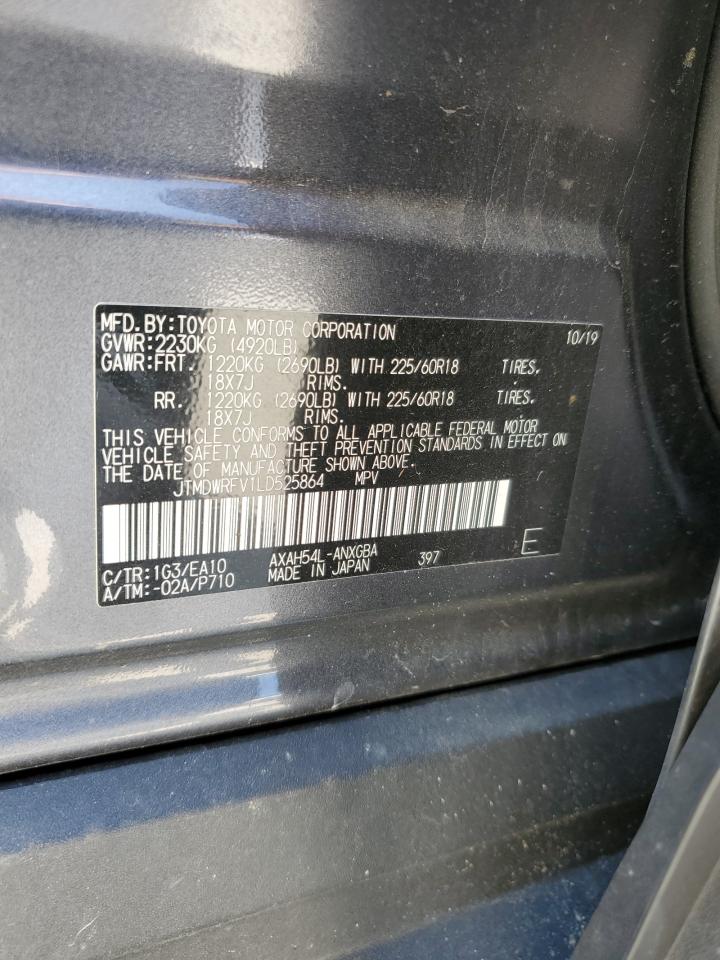 MFD.BY:TOYOTA MOTOR CORPORATION 10/19
GVWR:2230KG (4920LB)
GAWR:FRT. 1220KG (2690LB) WITH 225/60R18 TIRES,
18X7J RIMS.
RR. 1220KG (2690LB) WITH 225/60R18 TIRES,
18X7J RIMS.
THIS VEHICLE CONFORMS TO ALL APPLICABLE FEDERAL MOTOR
VEHICLE SAFETY AND THEFT PREVENTION STANDARDS IN EFFECT ON
THE DATE OF MANUFACTURE SHOWN ABOVE.
JTMDWRFV1LD525864 MPV
C/TR:1G3/EA10 AXAH54L-ANXGBA 397 E
A/TM:-02A/P710 MADE IN JAPAN